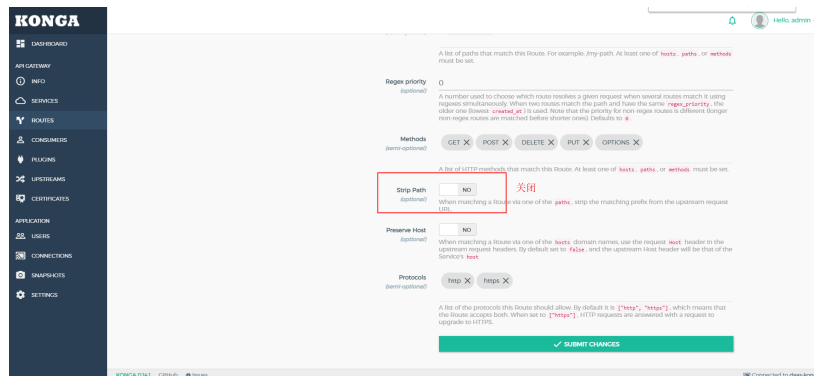 KONGA
Hello, admin
DASHBOARD
API GATEWAY
INFO
SERVICES
ROUTES
CONSUMERS
PLUGINS
UPSTREAMS
CERTIFICATES
APPLICATION
USERS
CONNECTIONS
SNAPSHOTS
SETTINGS
A list of paths that match this Route. For example: /my-path. At least one of hosts, paths, or methods
must be set.
Regex priority
(optional)
0
A number used to choose which route resolves a given request when several routes match it using
regexes simultaneously. When two routes match the path and have the same regex_priority, the
older one (lowest created_at) is used. Note that the priority for non-regex routes is different (longer
non-regex routes are matched before shorter ones). Defaults to 0.
Methods
(semi-optional)
GET X POST X DELETE X PUT X OPTIONS X
A list of HTTP methods that match this Route. At least one of hosts, paths, or methods must be set.
Strip Path
(optional)
NO
关闭
When matching a Route via one of the paths, strip the matching prefix from the upstream request
URL.
Preserve Host
(optional)
NO
When matching a Route via one of the hosts domain names, use the request Host header in the
upstream request headers. By default set to false, and the upstream Host header will be that of the
Service's host
Protocols
(semi-optional)
http X https X
A list of the protocols this Route should allow. By default it is ["http", "https"], which means that
the Route accepts both. When set to ["https"], HTTP requests are answered with a request to
upgrade to HTTPS.
SUBMIT CHANGES
KONGA 0.14.1 GitHub Issues
Connected to